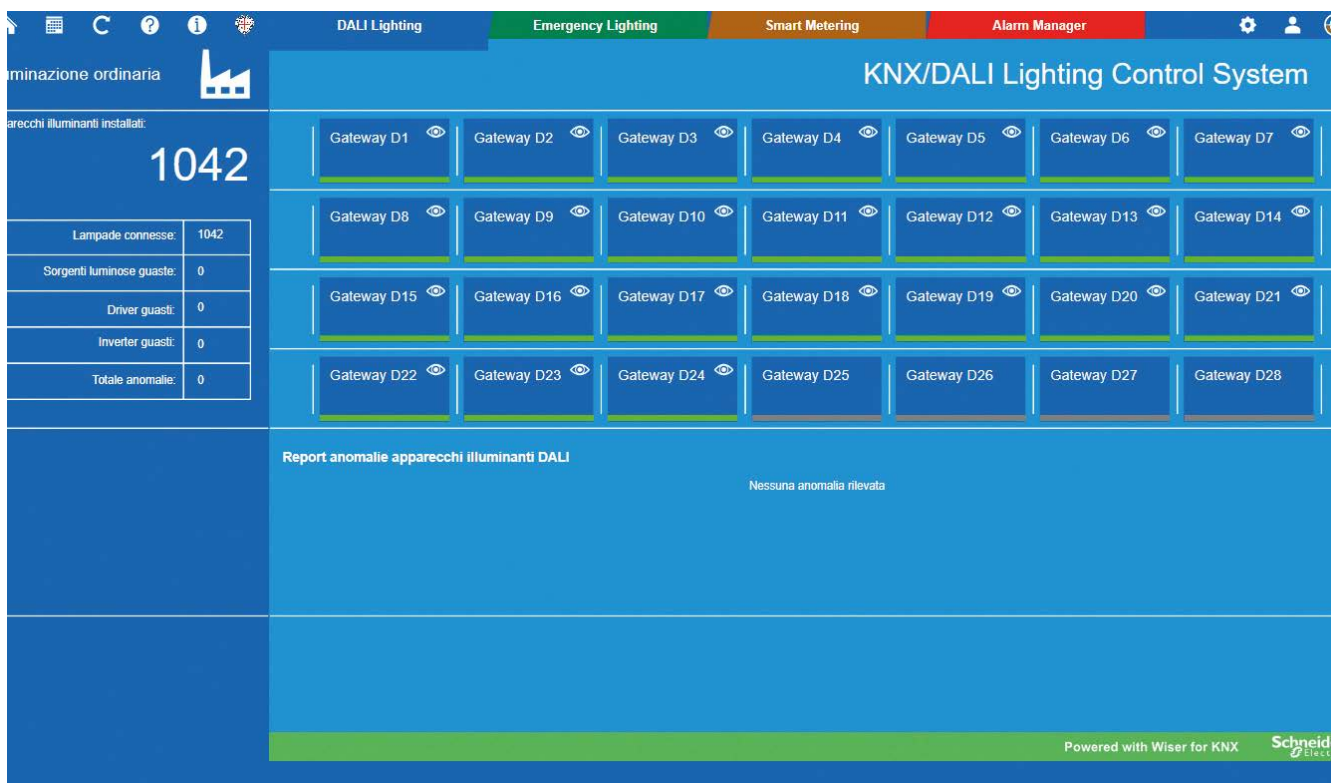 DALI Lighting
Emergency Lighting
Smart Metering
Alarm Manager
ordinaria
KNX/DALI Lighting Control System
illuminanti installati:
1042
Gateway D1
Gateway D2
Gateway D3
Gateway D4
Gateway D5
Gateway D6
Gateway D7
Lampade connesse: 1042
Sorgenti luminose guaste: 0
Driver guasti: 0
Inverter guasti: 0
Totale anomalie: 0
Gateway D8
Gateway D9
Gateway D10
Gateway D11
Gateway D12
Gateway D13
Gateway D14
Gateway D15
Gateway D16
Gateway D17
Gateway D18
Gateway D19
Gateway D20
Gateway D21
Gateway D22
Gateway D23
Gateway D24
Gateway D25
Gateway D26
Gateway D27
Gateway D28
Report anomalie apparecchi illuminanti DALI
Nessuna anomalia rilevata
Powered with Wiser for KNX